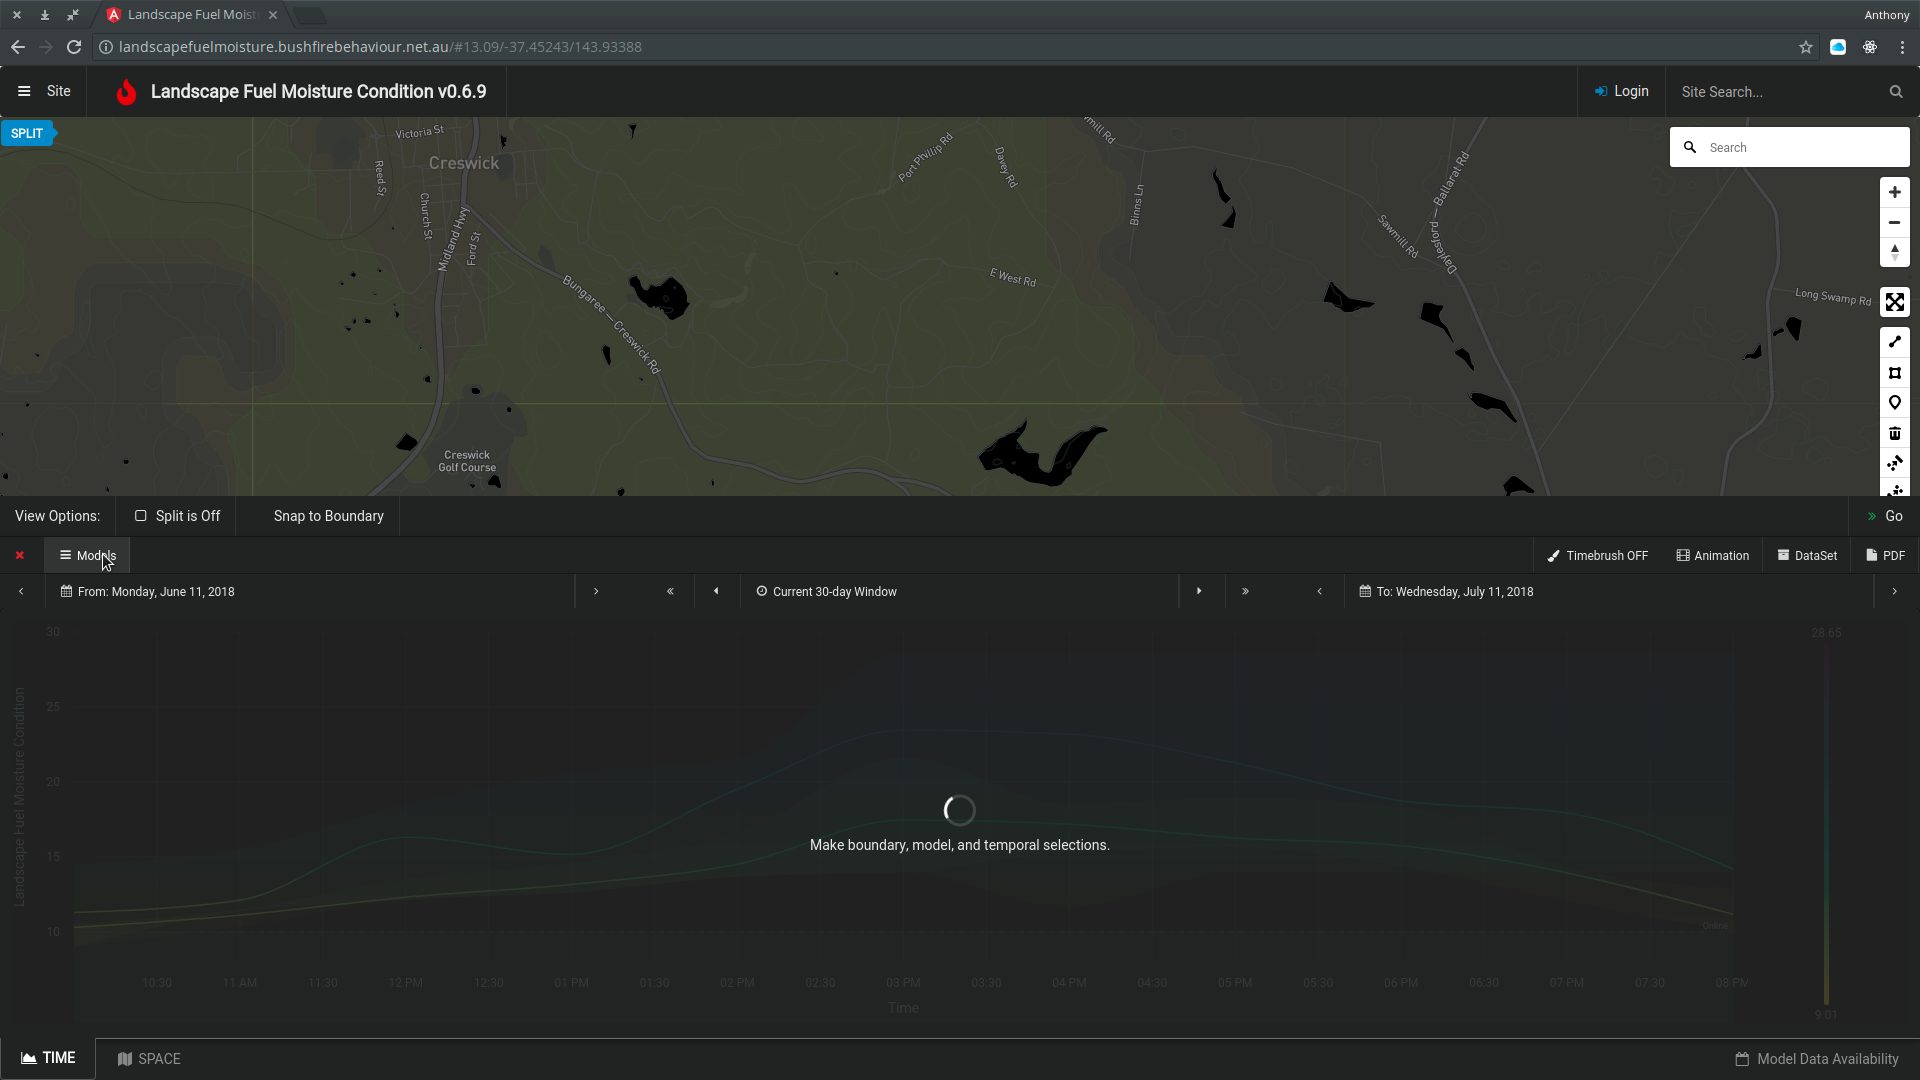 Landscape Fuel Moist
Anthony
landscapefuelmoisture.bushfirebehaviour.net.au/#13.09/-37.45243/143.93388
Site
Landscape Fuel Moisture Condition v0.6.9
Login
Site Search...
SPLIT
Search
Victoria St
Creswick
Reed St
Church St
Midland Hwy
Ford St
Port Phillip Rd
Davey Rd
wmill Rd
Binns Ln
Daylesford — Ballarat Rd
Sawmill Rd
E West Rd
Long Swamp Rd
Bungaree — Creswick Rd
Creswick
Golf Course
View Options:
Split is Off
Snap to Boundary
Go
Models
Timebrush OFF
Animation
DataSet
PDF
From: Monday, June 11, 2018
Current 30-day Window
To: Wednesday, July 11, 2018
30
25
20
15
10
Landscape Fuel Moisture Condition
28.65
9.01
Make boundary, model, and temporal selections.
Online
10:30 11 AM 11:30 12 PM 12:30 01 PM 01:30 02 PM 02:30 03 PM 03:30 04 PM 04:30 05 PM 05:30 06 PM 06:30 07 PM 07:30 08 PM
Time
TIME
SPACE
Model Data Availability